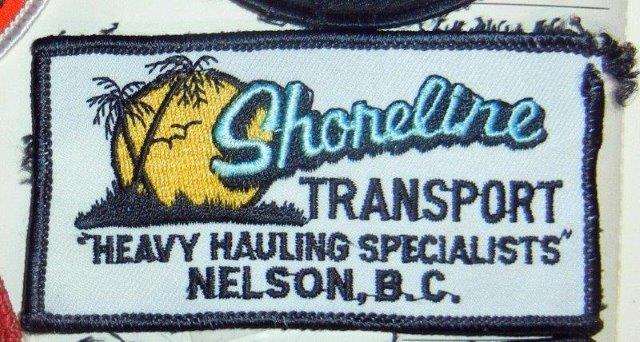 Shoreline
TRANSPORT
"HEAVY HAULING SPECIALISTS"
NELSON, B.C.